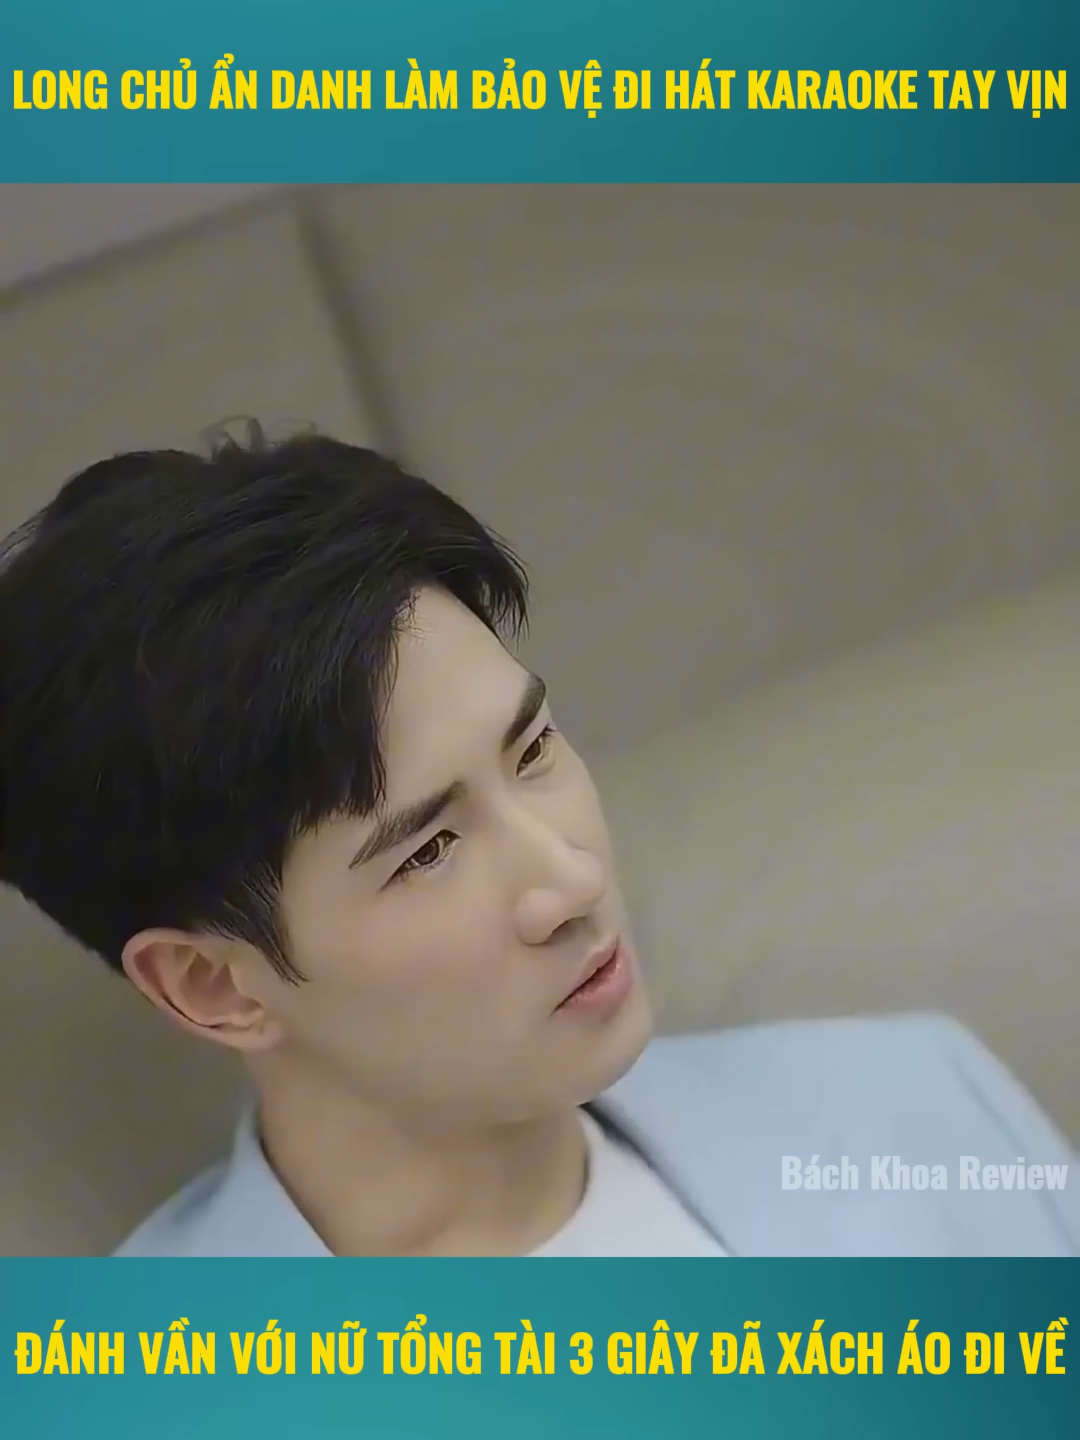 LONG CHỦ ẨN DANH LÀM BẢO VỆ ĐI HÁT KARAOKE TAY VỊN
Bách Khoa Review
ĐÁNH VẦN VỚI NỮ TỔNG TÀI 3 GIÂY ĐÃ XÁCH ÁO ĐI VỀ